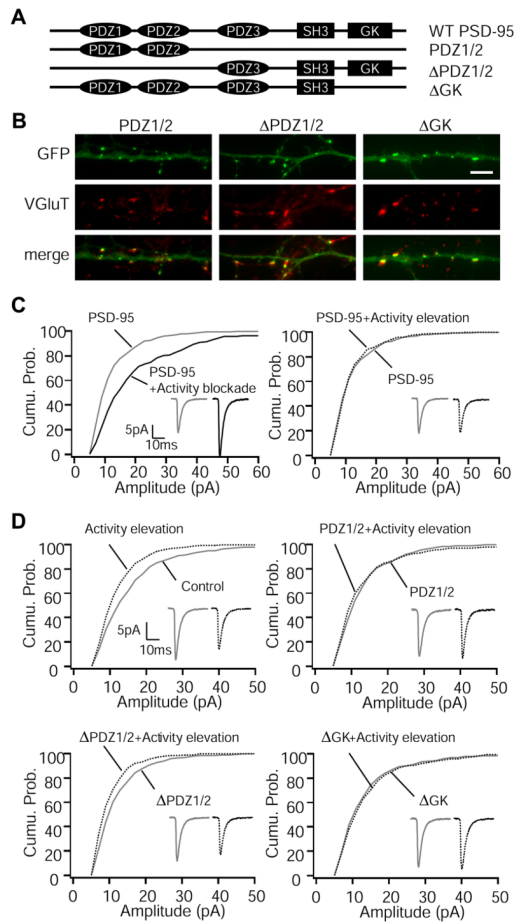 A
PDZ1 PDZ2 PDZ3 SH3 GK WT PSD-95
PDZ1 PDZ2 PDZ1/2
PDZ3 SH3 GK ΔPDZ1/2
PDZ1 PDZ2 PDZ3 SH3 ΔGK
B
PDZ1/2 ΔPDZ1/2 ΔGK
GFP
VGluT
merge
C
PSD-95
PSD-95
+Activity blockade
5pA
10ms
Cumu. Prob.
100
80
60
40
20
0
0 10 20 30 40 50 60
Amplitude (pA)
PSD-95+Activity elevation
PSD-95
Cumu. Prob.
100
80
60
40
20
0
0 10 20 30 40 50 60
Amplitude (pA)
D
Activity elevation
Control
5pA
10ms
Cumu. Prob.
100
80
60
40
20
0
0 10 20 30 40 50
Amplitude (pA)
PDZ1/2+Activity elevation
PDZ1/2
Cumu. Prob.
100
80
60
40
20
0
0 10 20 30 40 50
Amplitude (pA)
ΔPDZ1/2+Activity elevation
ΔPDZ1/2
Cumu. Prob.
100
80
60
40
20
0
0 10 20 30 40 50
Amplitude (pA)
ΔGK+Activity elevation
ΔGK
Cumu. Prob.
100
80
60
40
20
0
0 10 20 30 40 50
Amplitude (pA)